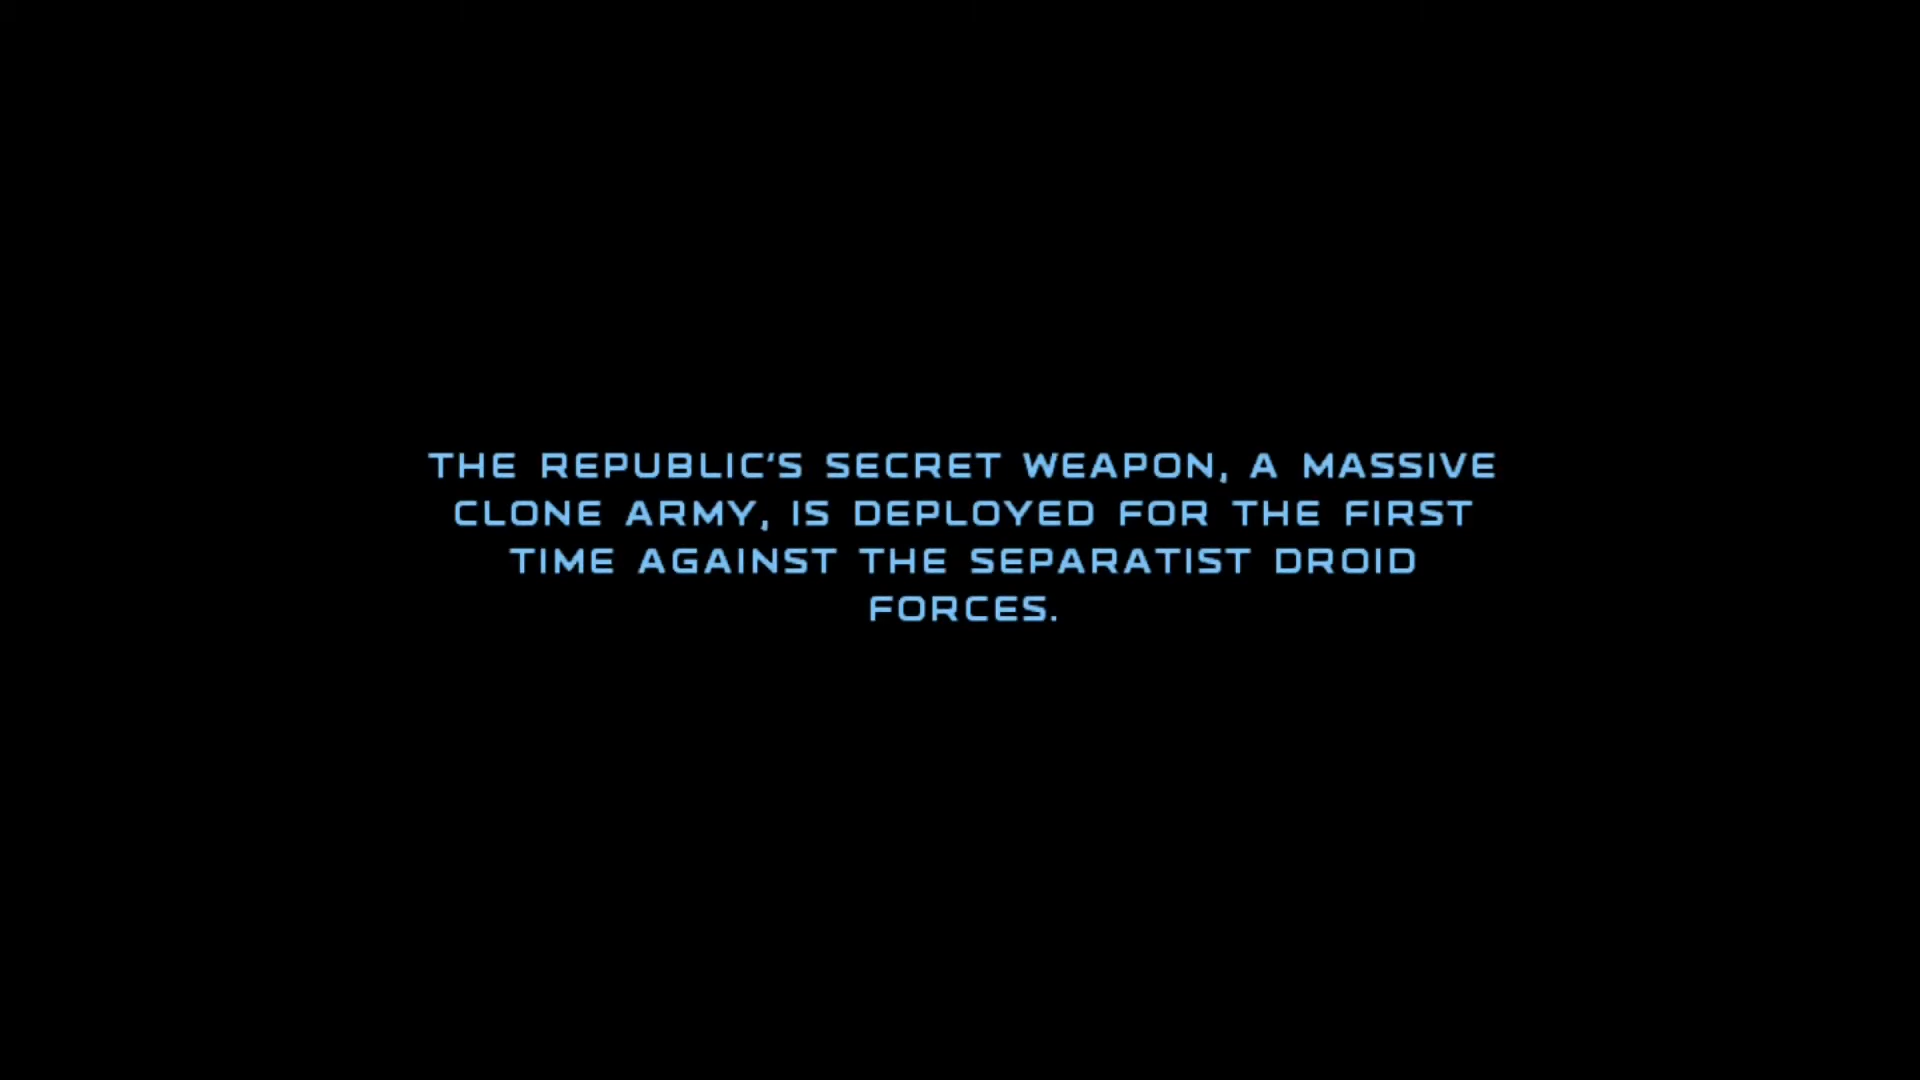 THE REPUBLIC'S SECRET WEAPON, A MASSIVE
CLONE ARMY, IS DEPLOYED FOR THE FIRST
TIME AGAINST THE SEPARATIST DROID
FORCES.